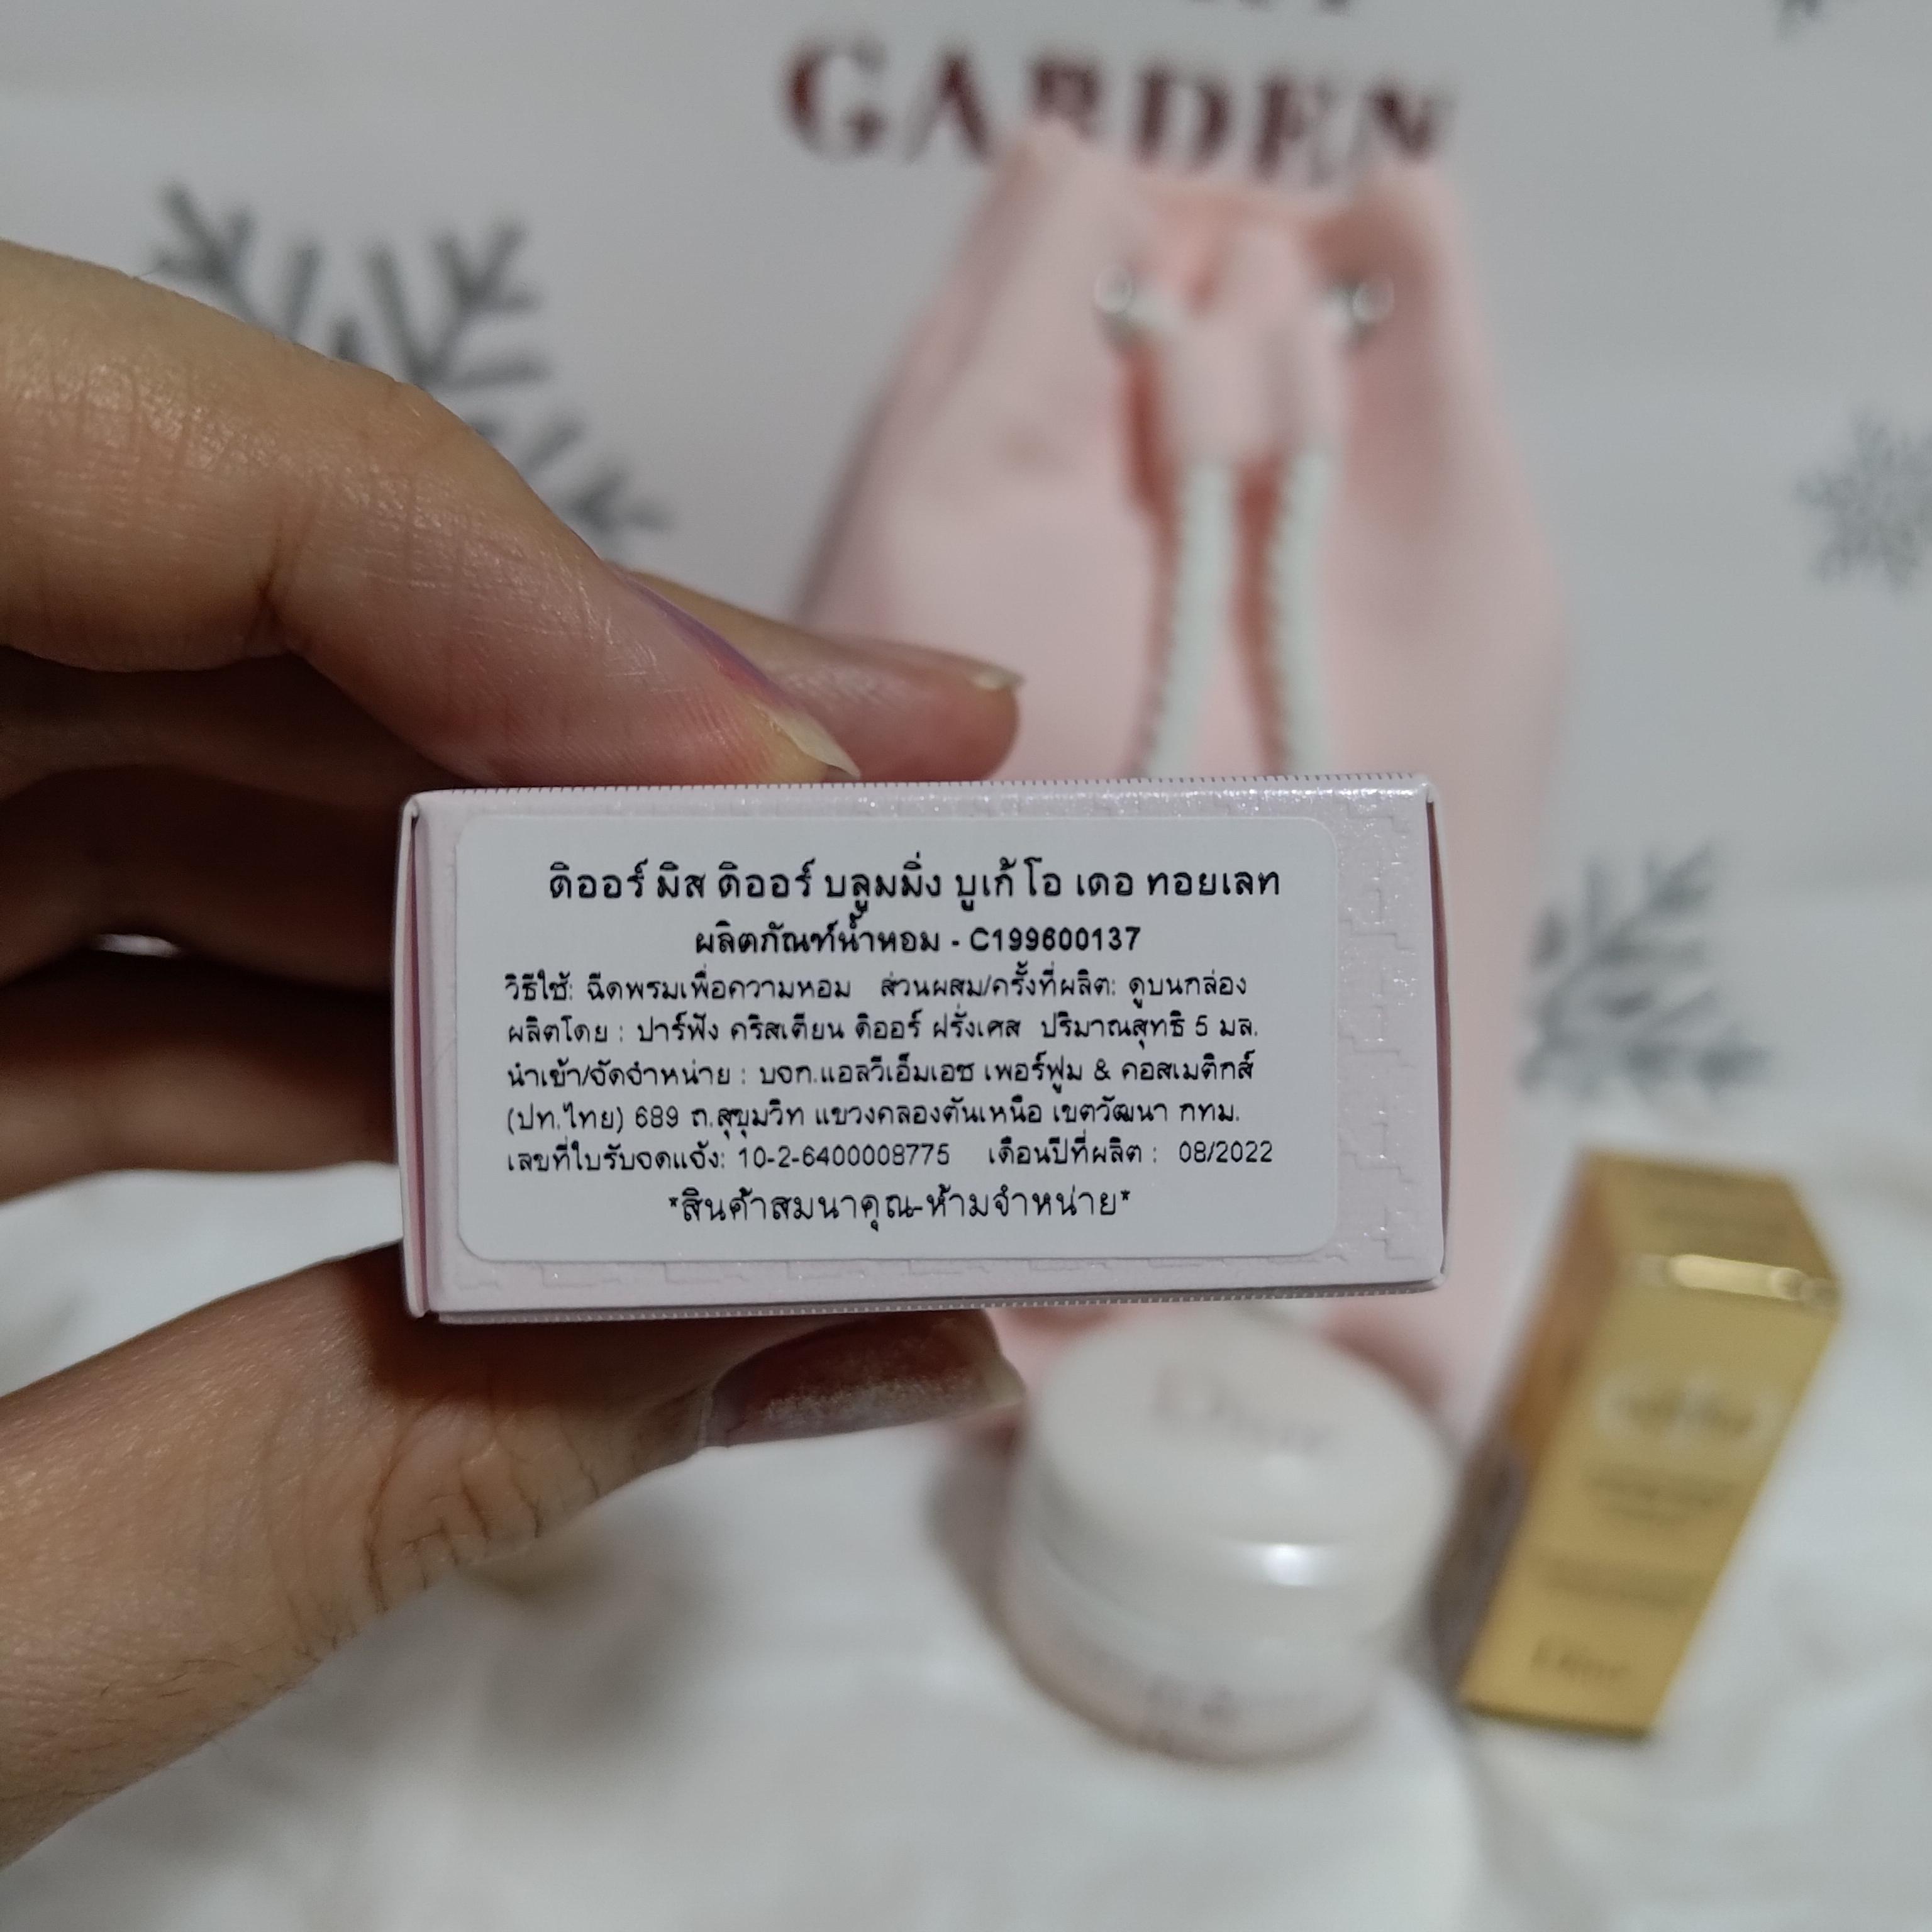 GARDEN
ดิออร์ มิส ดิออร์ บลูมมิ่ง บูเก้ โอ เดอ ทอยเลท
ผลิตภัณฑ์น้ำหอม - C199600137
วิธีใช้: ฉีดพรมเพื่อความหอม ส่วนผสม/ครั้งที่ผลิต: ดูบนกล่อง
ผลิตโดย : ปาร์ฟัง คริสเตียน ดิออร์ ฝรั่งเศส ปริมาณสุทธิ 5 มล.
นำเข้า/จัดจำหน่าย : บจก.แอลวีเอ็มเอช เพอร์ฟูม & คอสเมติกส์
(ปท.ไทย) 689 ถ.สุขุมวิท แขวงคลองตันเหนือ เขตวัฒนา กทม.
เลขที่ใบรับจดแจ้ง: 10-2-6400008775 เดือนปีที่ผลิต : 08/2022
*สินค้าสมนาคุณ-ห้ามจำหน่าย*
Dior
Dior